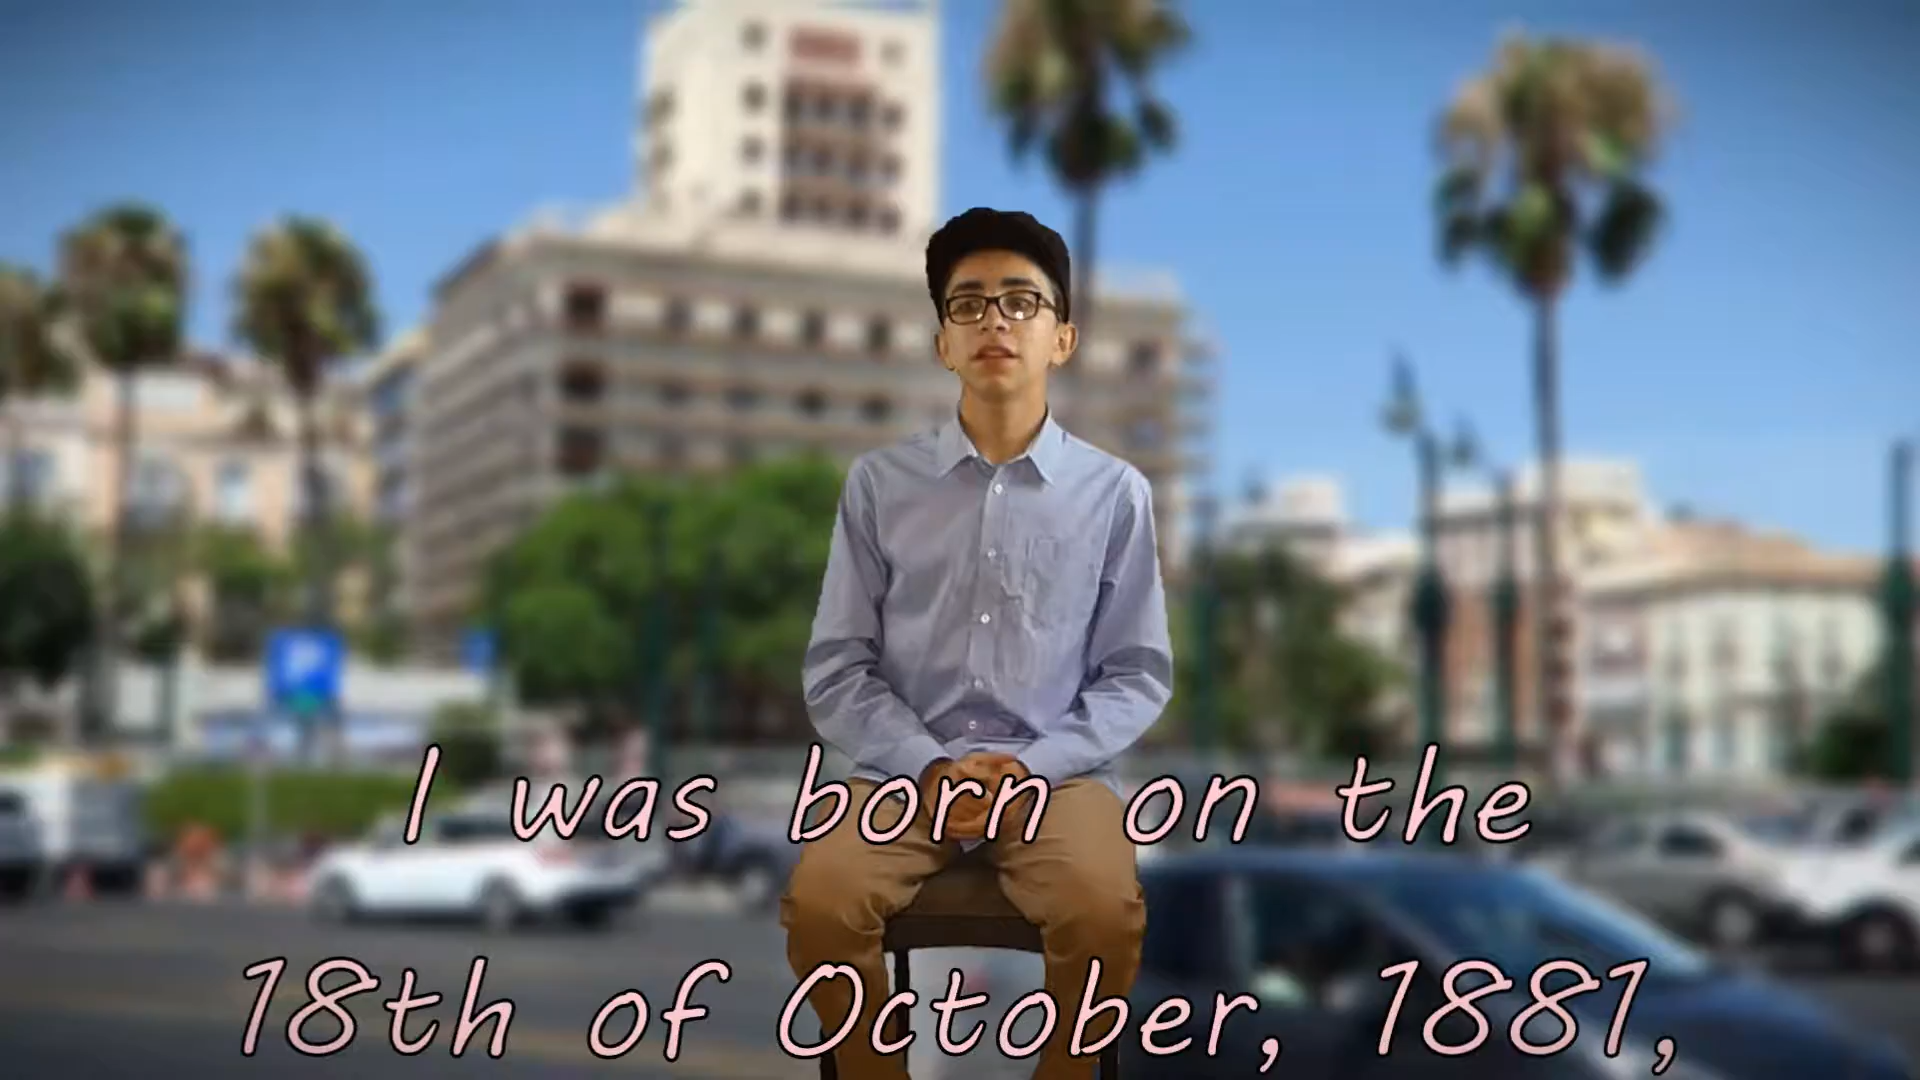 I was born on the
18th of October, 1881,
P